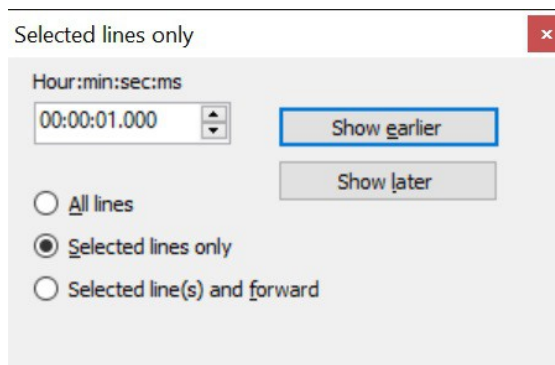 Selected lines only
Hour:min:sec:ms
00:00:01.000
Show earlier
Show later
All lines
Selected lines only
Selected line(s) and forward